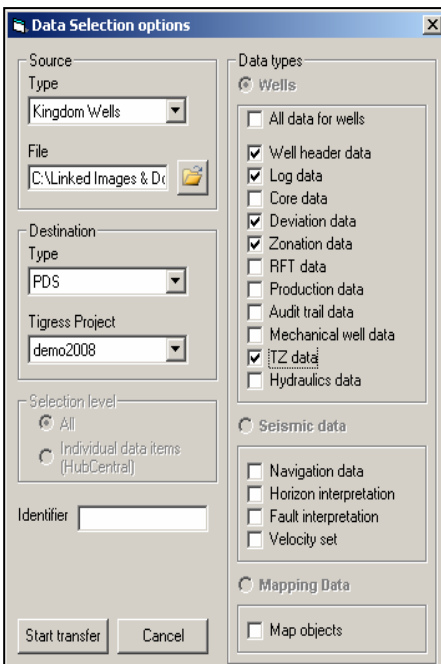 Data Selection options
Source
Type
Kingdom Wells
File
C:\Linked Images & Do
Destination
Type
PDS
Tigress Project
demo2008
Selection level
All
Individual data items
(HubCentral)
Identifier
Start transfer
Cancel
Data types
Wells
All data for wells
Well header data
Log data
Core data
Deviation data
Zonation data
RFT data
Production data
Audit trail data
Mechanical well data
TZ data
Hydraulics data
Seismic data
Navigation data
Horizon interpretation
Fault interpretation
Velocity set
Mapping Data
Map objects